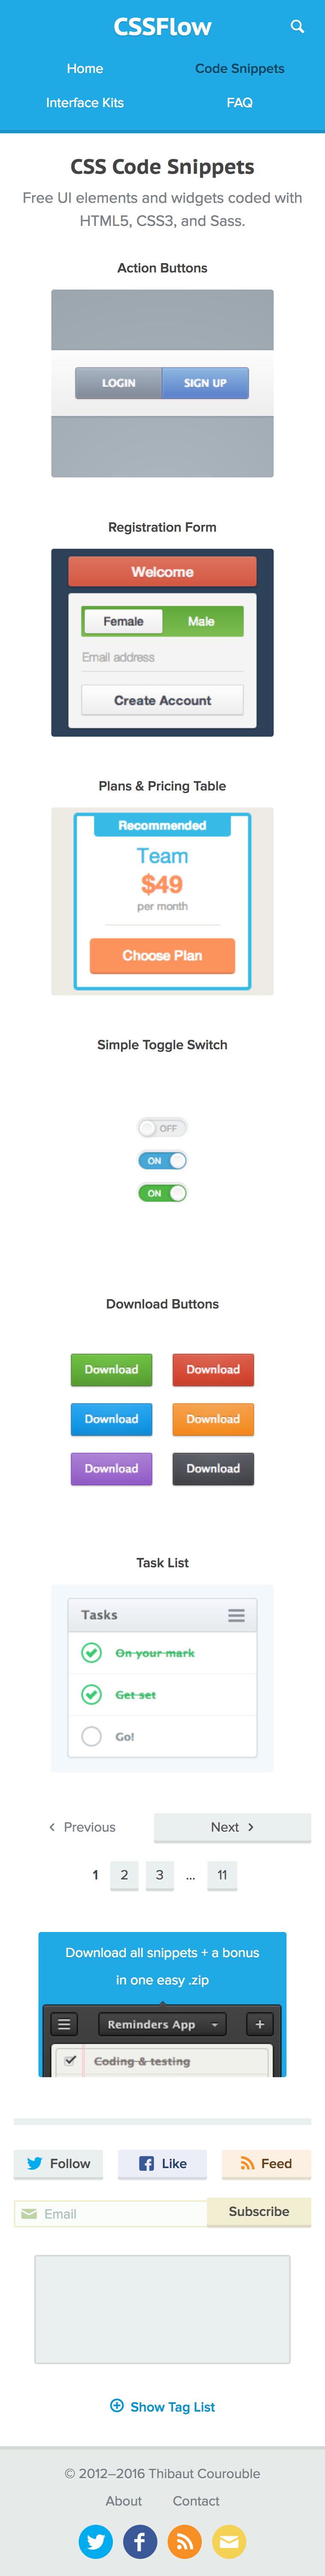 CSSFlow
Home
Code Snippets
Interface Kits
FAQ
CSS Code Snippets
Free UI elements and widgets coded with
HTML5, CSS3, and Sass.
Action Buttons
LOGIN
SIGN UP
Registration Form
Welcome
Female
Male
Email address
Create Account
Plans & Pricing Table
Recommended
Team
$49
per month
Choose Plan
Simple Toggle Switch
OFF
ON
ON
Download Buttons
Download
Download
Download
Download
Download
Download
Task List
Tasks
On your mark
Get set
Go!
Previous
Next
1
2
3
...
11
Download all snippets + a bonus
in one easy .zip
Reminders App
Coding & testing
Follow
Like
Feed
Email
Subscribe
Show Tag List
© 2012–2016 Thibaut Courouble
About
Contact